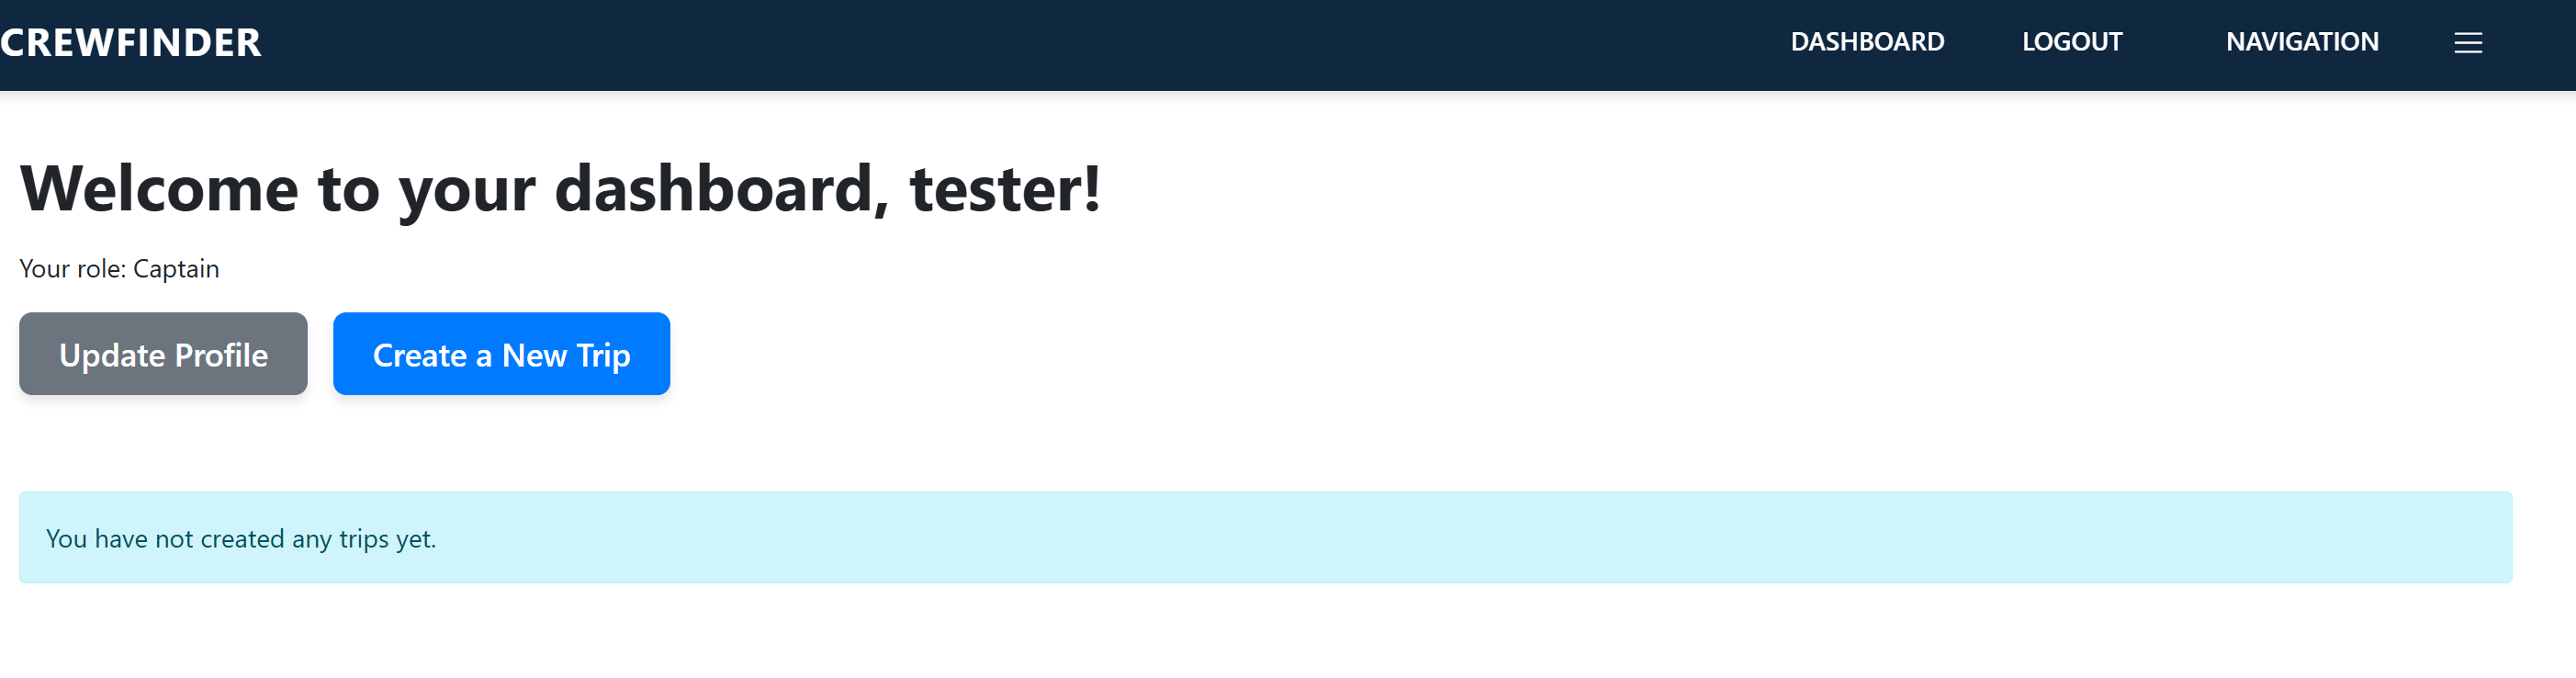 CREWFINDER DASHBOARD LOGOUT NAVIGATION
Welcome to your dashboard, tester!
Your role: Captain
Update Profile Create a New Trip
You have not created any trips yet.